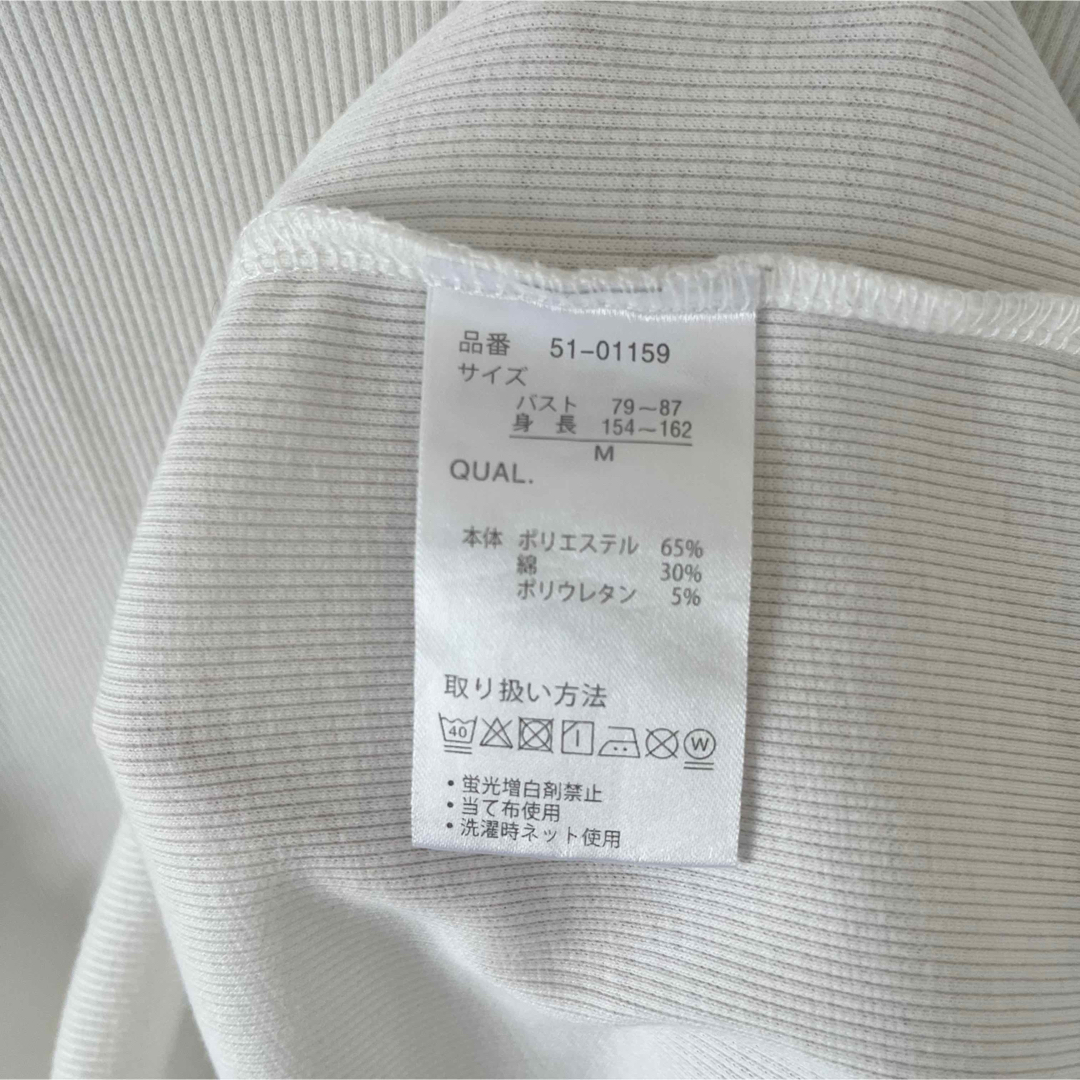 品番 51-01159
サイズ
バスト 79～87
身 長 154～162
M
QUAL.
本体 ポリエステル 65%
綿 30%
ポリウレタン 5%
取り扱い方法
40 W
・蛍光増白剤禁止
・当て布使用
・洗濯時ネット使用